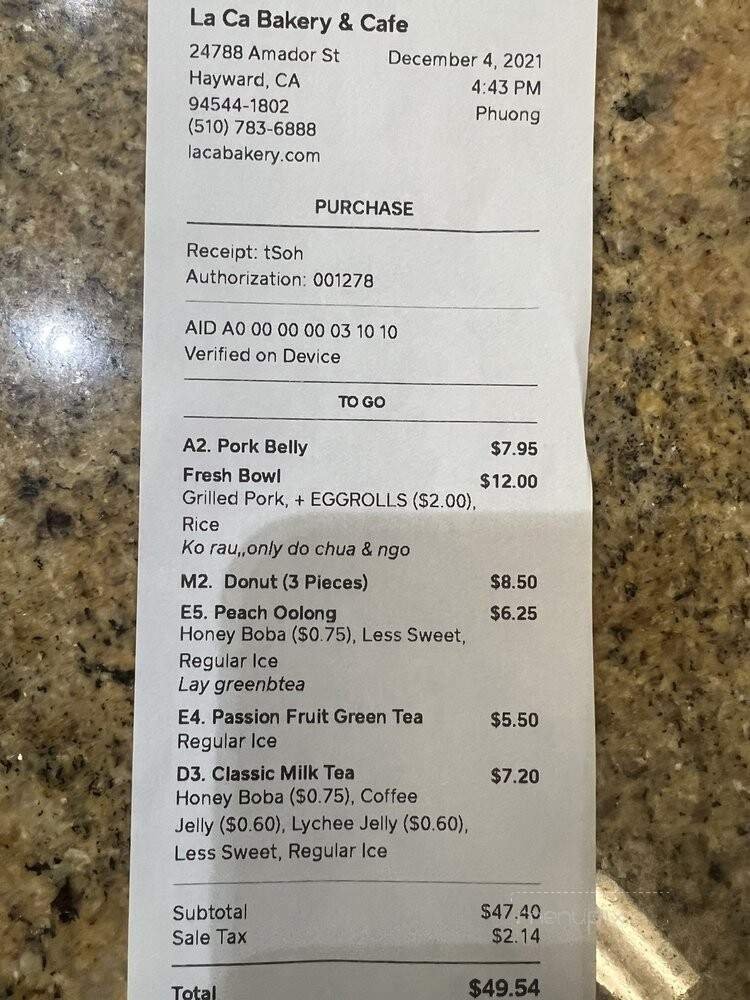 La Ca Bakery & Cafe
24788 Amador St December 4, 2021
Hayward, CA 4:43 PM
94544-1802 Phuong
(510) 783-6888
lacabakery.com
PURCHASE
Receipt: tSoh
Authorization: 001278
AID A0 00 00 00 03 10 10
Verified on Device
TO GO
A2. Pork Belly $7.95
Fresh Bowl $12.00
Grilled Pork, + EGGROLLS ($2.00),
Rice
Ko rau,,only do chua & ngo
M2. Donut (3 Pieces) $8.50
E5. Peach Oolong $6.25
Honey Boba ($0.75), Less Sweet,
Regular Ice
Lay greenbtea
E4. Passion Fruit Green Tea $5.50
Regular Ice
D3. Classic Milk Tea $7.20
Honey Boba ($0.75), Coffee
Jelly ($0.60), Lychee Jelly ($0.60),
Less Sweet, Regular Ice
Subtotal $47.40
Sale Tax $2.14
Total $49.54